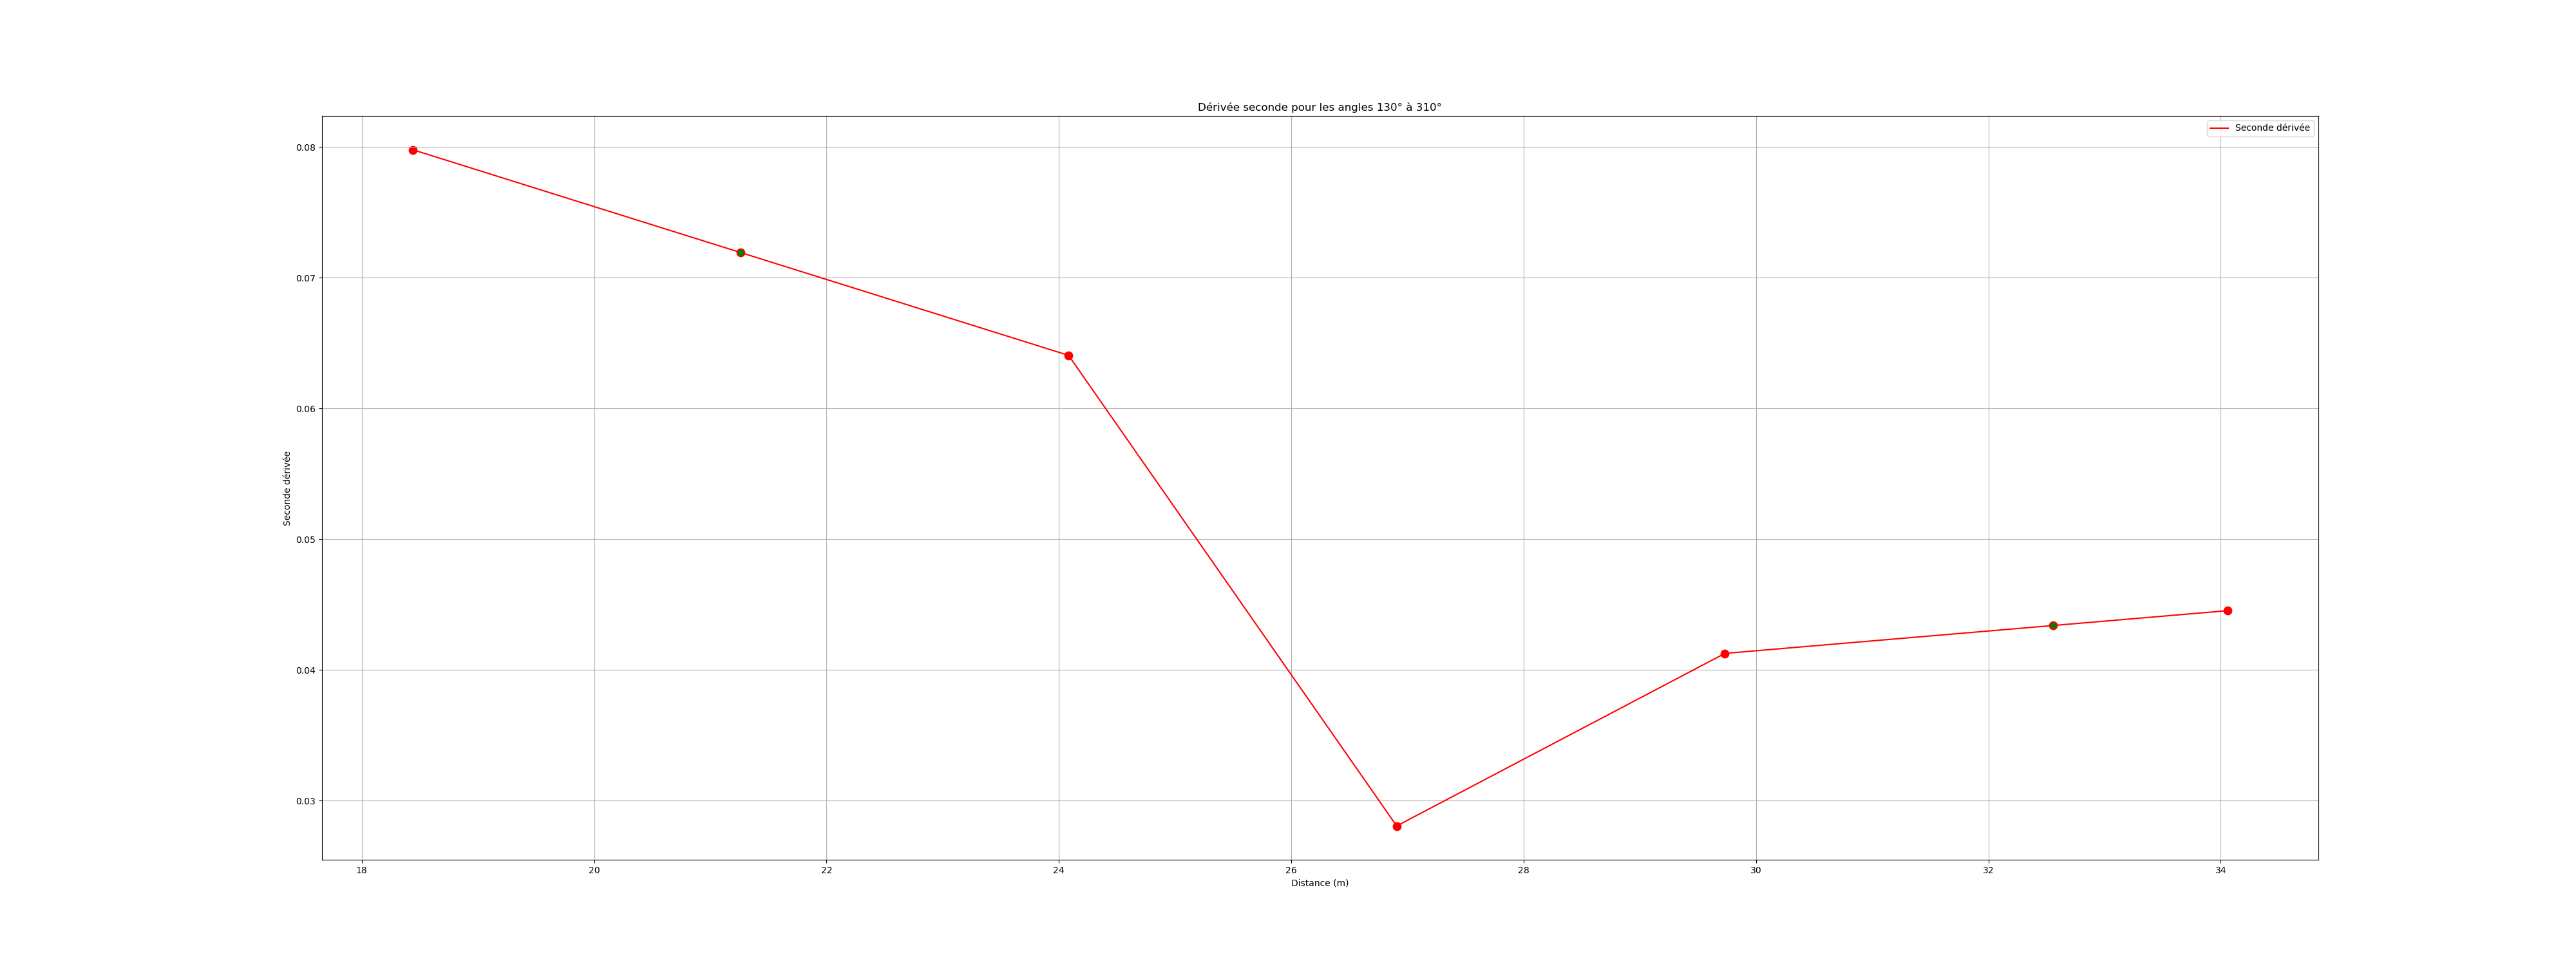 Dérivée seconde pour les angles 130° à 310°
Seconde dérivée
0.08
0.07
0.06
0.05
0.04
0.03
Seconde dérivée
18 20 22 24 26 28 30 32 34
Distance (m)